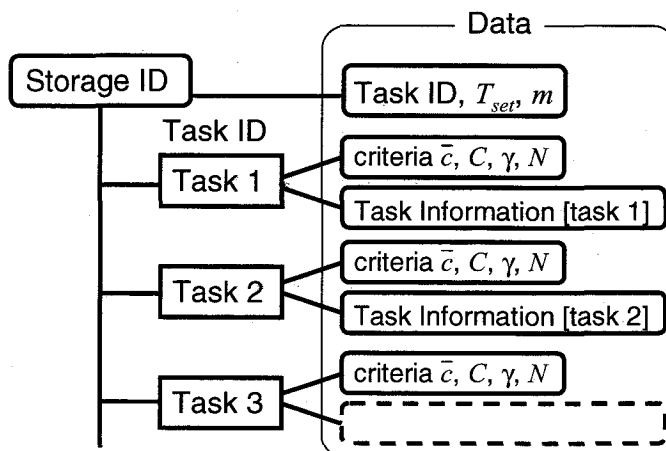 Data
Storage ID
Task ID, T_set, m
Task ID
criteria c̄, C, γ, N
Task 1
Task Information [task 1]
criteria c̄, C, γ, N
Task 2
Task Information [task 2]
criteria c̄, C, γ, N
Task 3